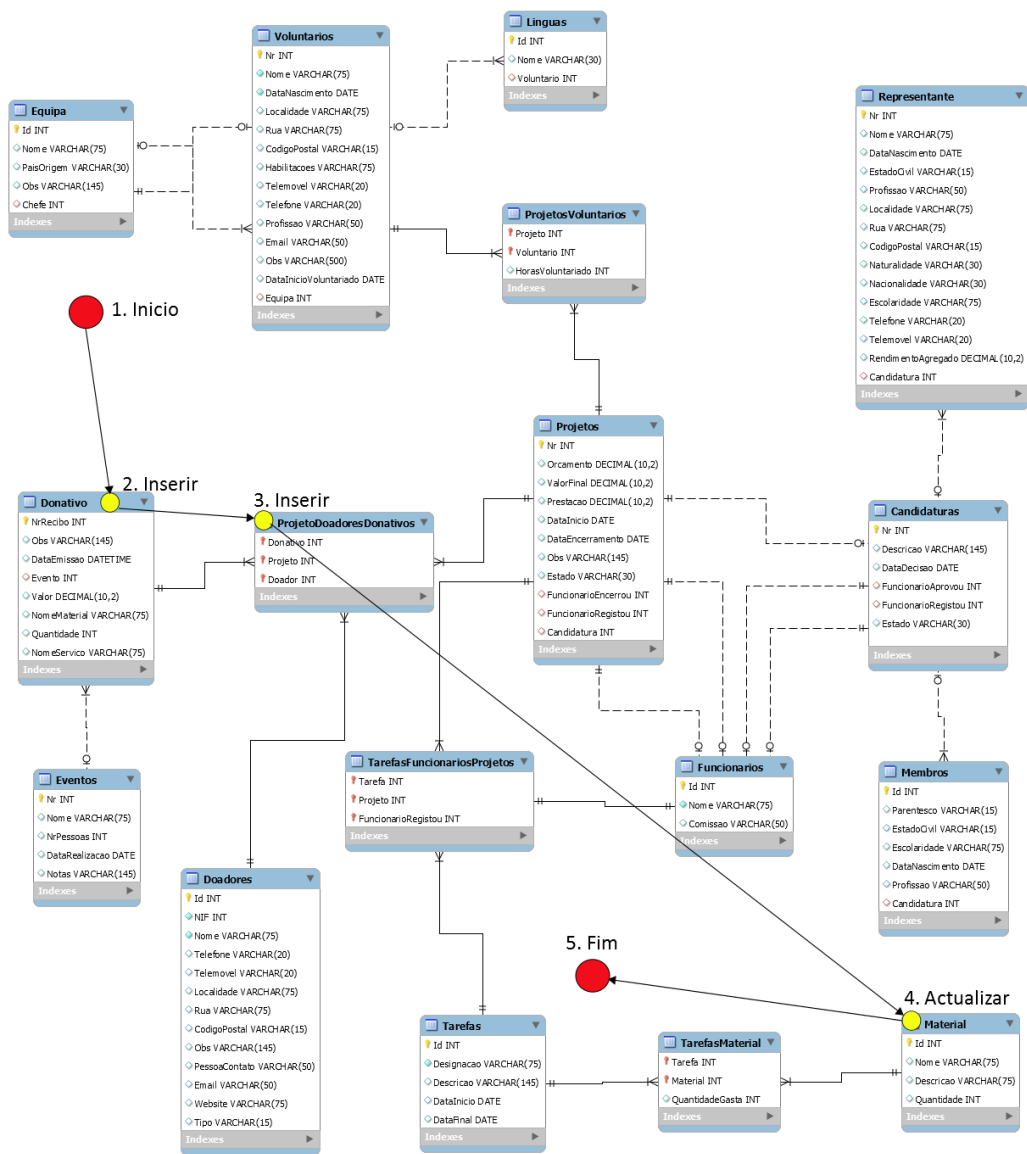 Linguas
Id INT
Nome VARCHAR(30)
Voluntario INT
Indexes
Voluntarios
Nr INT
Nome VARCHAR(75)
DataNascimento DATE
Localidade VARCHAR(75)
Rua VARCHAR(75)
CodigoPostal VARCHAR(15)
Habilitacoes VARCHAR(75)
Telemovel VARCHAR(20)
Telefone VARCHAR(20)
Profissao VARCHAR(50)
Email VARCHAR(50)
Obs VARCHAR(500)
DataInicioVoluntariado DATE
Equipa INT
Indexes
Equipa
Id INT
Nome VARCHAR(75)
PaisOrigem VARCHAR(30)
Obs VARCHAR(145)
Chefe INT
Indexes
Representante
Nr INT
Nome VARCHAR(75)
DataNascimento DATE
EstadoCivil VARCHAR(15)
Profissao VARCHAR(50)
Localidade VARCHAR(75)
Rua VARCHAR(75)
CodigoPostal VARCHAR(15)
Naturalidade VARCHAR(30)
Nacionalidade VARCHAR(30)
Escolaridade VARCHAR(75)
Telefone VARCHAR(20)
Telemovel VARCHAR(20)
RendimentoAgregado DECIMAL(10,2)
Candidatura INT
Indexes
ProjetosVoluntarios
Projeto INT
Voluntario INT
HorasVoluntariado INT
Indexes
1. Inicio
2. Inserir
3. Inserir
Donativo
NrRecibo INT
Obs VARCHAR(145)
DataEmissao DATETIME
Evento INT
Valor DECIMAL(10,2)
NomeMaterial VARCHAR(75)
Quantidade INT
NomeServico VARCHAR(75)
Indexes
ProjetoDoadoresDonativos
Donativo INT
Projeto INT
Doador INT
Indexes
Projetos
Nr INT
Orcamento DECIMAL(10,2)
ValorFinal DECIMAL(10,2)
Prestacao DECIMAL(10,2)
DataInicio DATE
DataEncerramento DATE
Obs VARCHAR(145)
Estado VARCHAR(30)
FuncionarioEncerrou INT
FuncionarioRegistou INT
Candidatura INT
Indexes
Candidaturas
Nr INT
Descricao VARCHAR(145)
DataDecisao DATE
FuncionarioAprovou INT
FuncionarioRegistou INT
Estado VARCHAR(30)
Indexes
Eventos
Nr INT
Nome VARCHAR(75)
NrPessoas INT
DataRealizacao DATE
Notas VARCHAR(145)
Indexes
TarefasFuncionariosProjetos
Tarefa INT
Projeto INT
FuncionarioRegistou INT
Indexes
Funcionarios
Id INT
Nome VARCHAR(75)
Comissao VARCHAR(50)
Indexes
Membros
Id INT
Parentesco VARCHAR(15)
EstadoCivil VARCHAR(15)
Escolaridade VARCHAR(75)
DataNascimento DATE
Profissao VARCHAR(50)
Candidatura INT
Indexes
Doadores
Id INT
NIF INT
Nome VARCHAR(75)
Telefone VARCHAR(20)
Telemovel VARCHAR(20)
Localidade VARCHAR(75)
Rua VARCHAR(75)
CodigoPostal VARCHAR(15)
Obs VARCHAR(145)
PessoaContato VARCHAR(50)
Email VARCHAR(50)
Website VARCHAR(75)
Tipo VARCHAR(15)
Indexes
5. Fim
4. Actualizar
Tarefas
Id INT
Designacao VARCHAR(75)
Descricao VARCHAR(145)
DataInicio DATE
DataFinal DATE
Indexes
TarefasMaterial
Tarefa INT
Material INT
QuantidadeGasta INT
Indexes
Material
Id INT
Nome VARCHAR(75)
Descricao VARCHAR(75)
Quantidade INT
Indexes